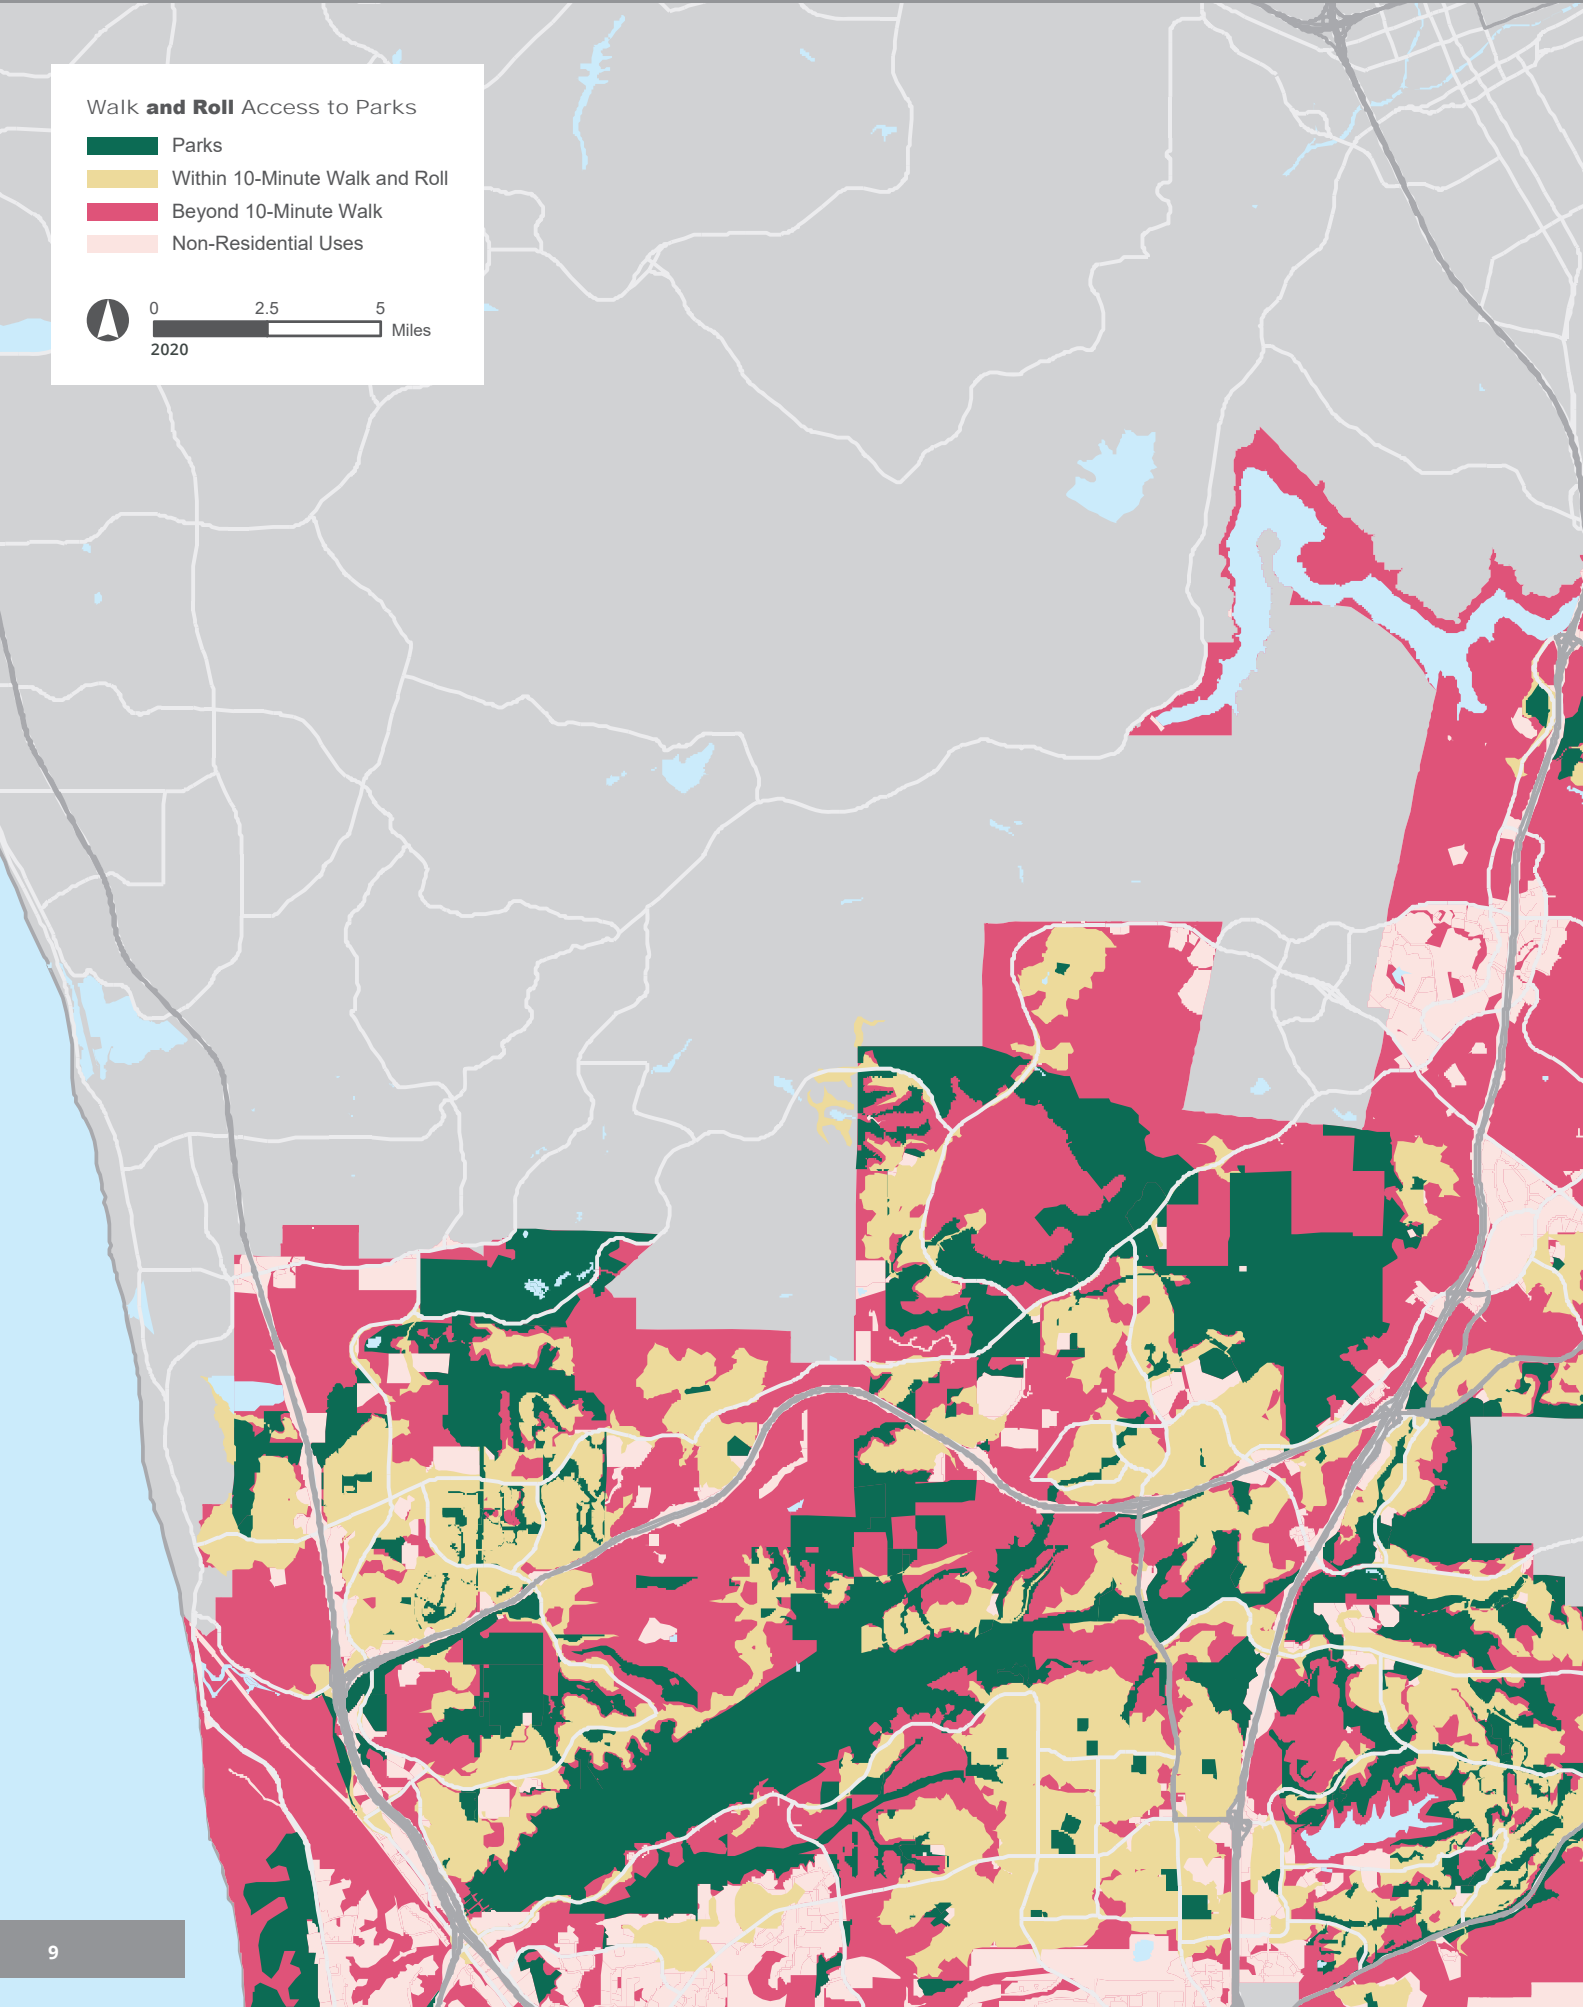 Walk and Roll Access to Parks
Parks
Within 10-Minute Walk and Roll
Beyond 10-Minute Walk
Non-Residential Uses
0 2.5 5
Miles
2020
9